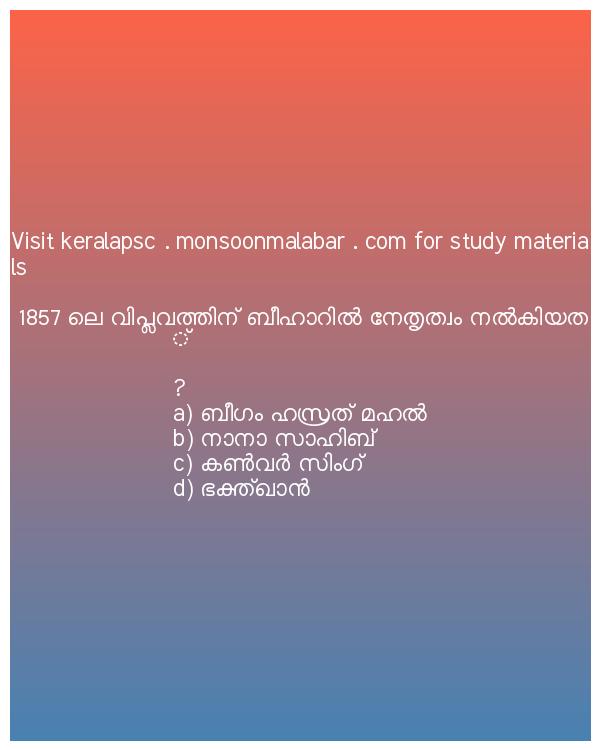 Visit keralapsc . monsoonmalabar . com for study materia
ls
1857 ലെ വിപ്ലവത്തിന് ബീഹാറിൽ നേതൃത്വം നൽകിയത
്
?
a) ബീഗം ഹസ്രത് മഹൽ
b) നാനാ സാഹിബ്
c) കൺവർ സിംഗ്
d) ഭക്ത്ഖാൻ